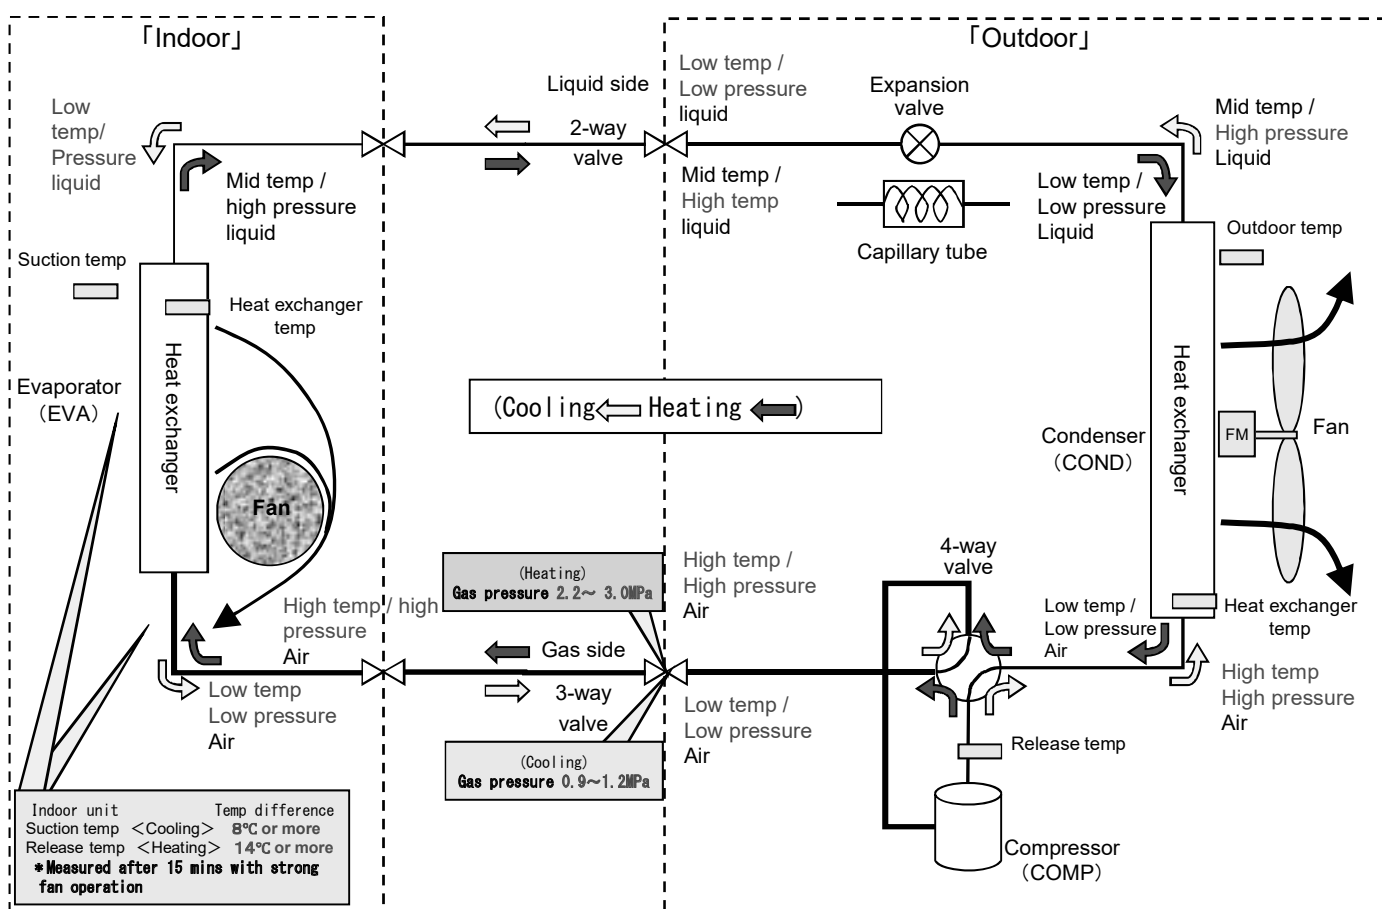 「Indoor」
「Outdoor」
Low
temp/
Pressure
liquid
Mid temp /
high pressure
liquid
Liquid side
2-way
valve
Low temp /
Low pressure
liquid
Mid temp /
High temp
liquid
Expansion
valve
Capillary tube
Mid temp /
High pressure
Liquid
Low temp /
Low pressure
Liquid
Outdoor temp
Suction temp
Heat exchanger
temp
Heat exchanger
Evaporator
(EVA)
Fan
(Cooling Heating )
Condenser
(COND)
Heat exchanger
FM
Fan
4-way
valve
(Heating)
Gas pressure 2.2～ 3.0MPa
High temp /
High pressure
Air
High temp / high
pressure
Air
Gas side
3-way
valve
Low temp
Low pressure
Air
Low temp /
Low pressure
Air
Low temp /
Low pressure
Air
Heat exchanger
temp
High temp
High pressure
Air
Release temp
(Cooling)
Gas pressure 0.9～1.2MPa
Compressor
(COMP)
Indoor unit Temp difference
Suction temp ＜Cooling＞ 8℃ or more
Release temp ＜Heating＞ 14℃ or more
＊Measured after 15 mins with strong
fan operation